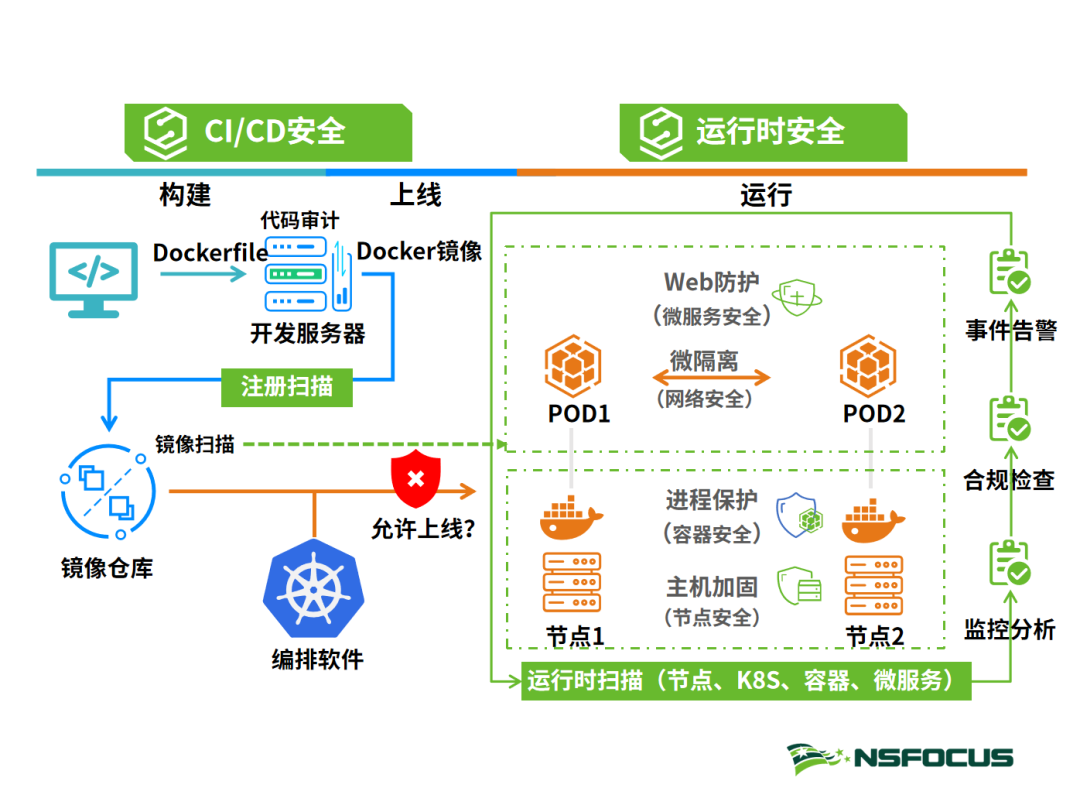 CI/CD安全
运行时安全
构建
上线
运行
代码审计
Dockerfile
Docker镜像
开发服务器
注册扫描
镜像扫描
镜像仓库
允许上线?
编排软件
Web防护
（微服务安全）
微隔离
（网络安全）
POD1
POD2
进程保护
（容器安全）
主机加固
（节点安全）
节点1
节点2
事件告警
合规检查
监控分析
运行时扫描（节点、K8S、容器、微服务）
NSFOCUS